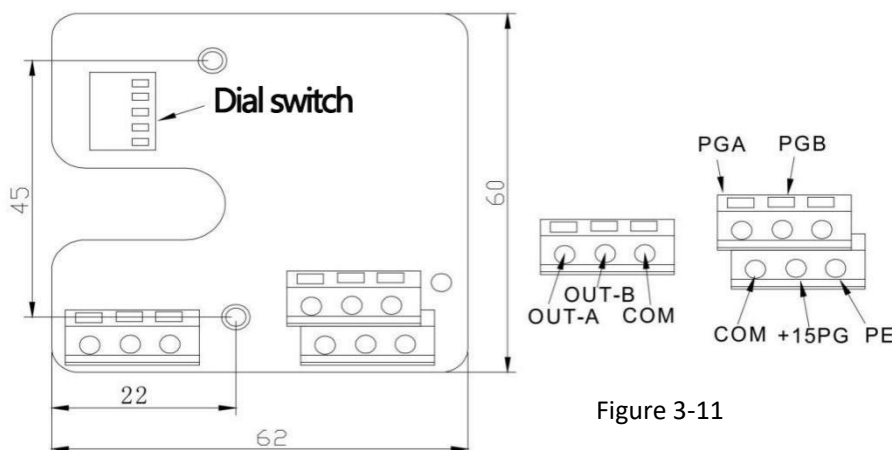 Dial switch
45
60
22
62
PGA PGB
OUT-B
OUT-A COM
COM +15PG PE
Figure 3-11